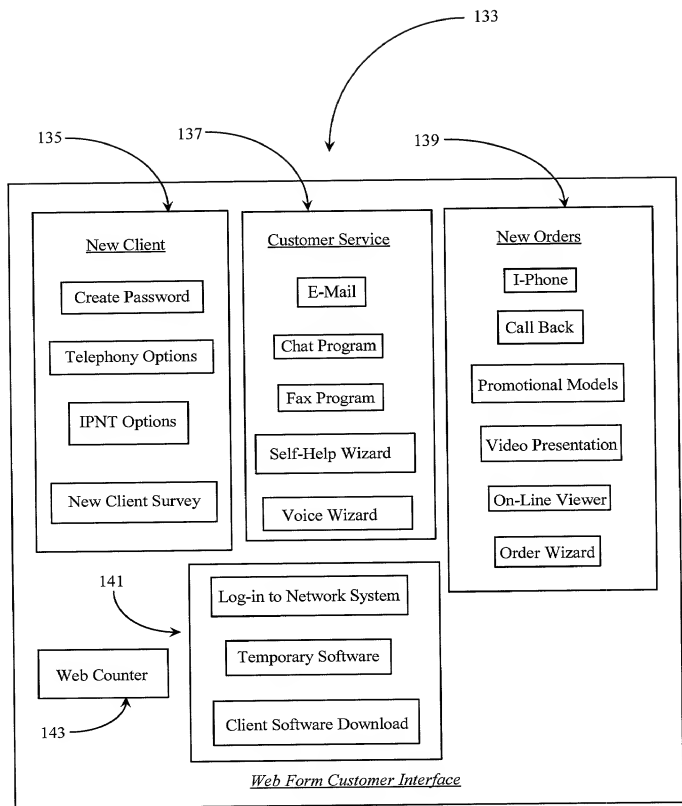 133
135
137
139
New Client
Create Password
Telephony Options
IPNT Options
New Client Survey
Customer Service
E-Mail
Chat Program
Fax Program
Self-Help Wizard
Voice Wizard
New Orders
I-Phone
Call Back
Promotional Models
Video Presentation
On-Line Viewer
Order Wizard
141
Log-in to Network System
Temporary Software
Client Software Download
Web Counter
143
Web Form Customer Interface